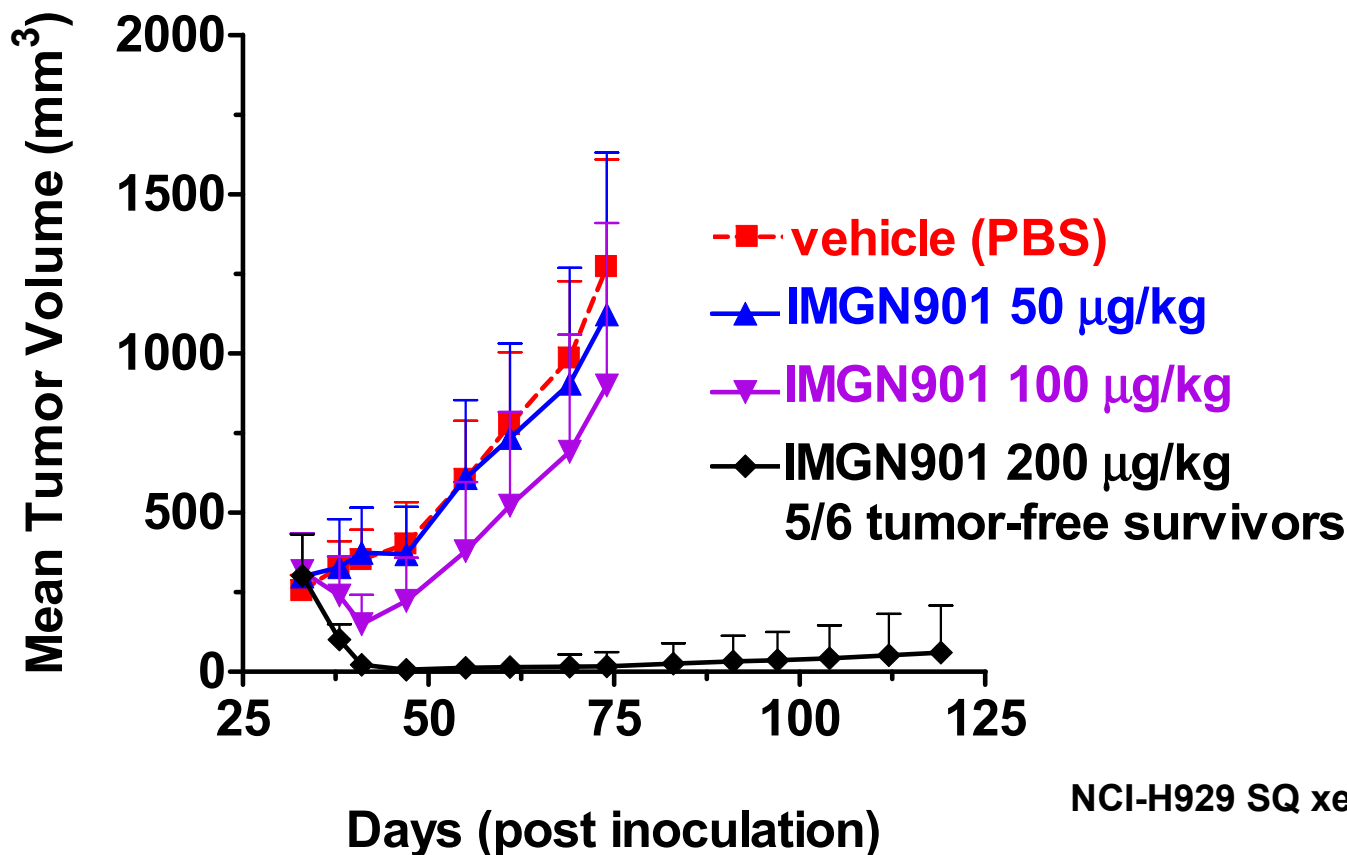 Mean Tumor Volume (mm³)
2000
1500
1000
500
0
25 50 75 100 125
Days (post inoculation)
vehicle (PBS)
IMGN901 50 μg/kg
IMGN901 100 μg/kg
IMGN901 200 μg/kg
5/6 tumor-free survivors
NCI-H929 SQ xe